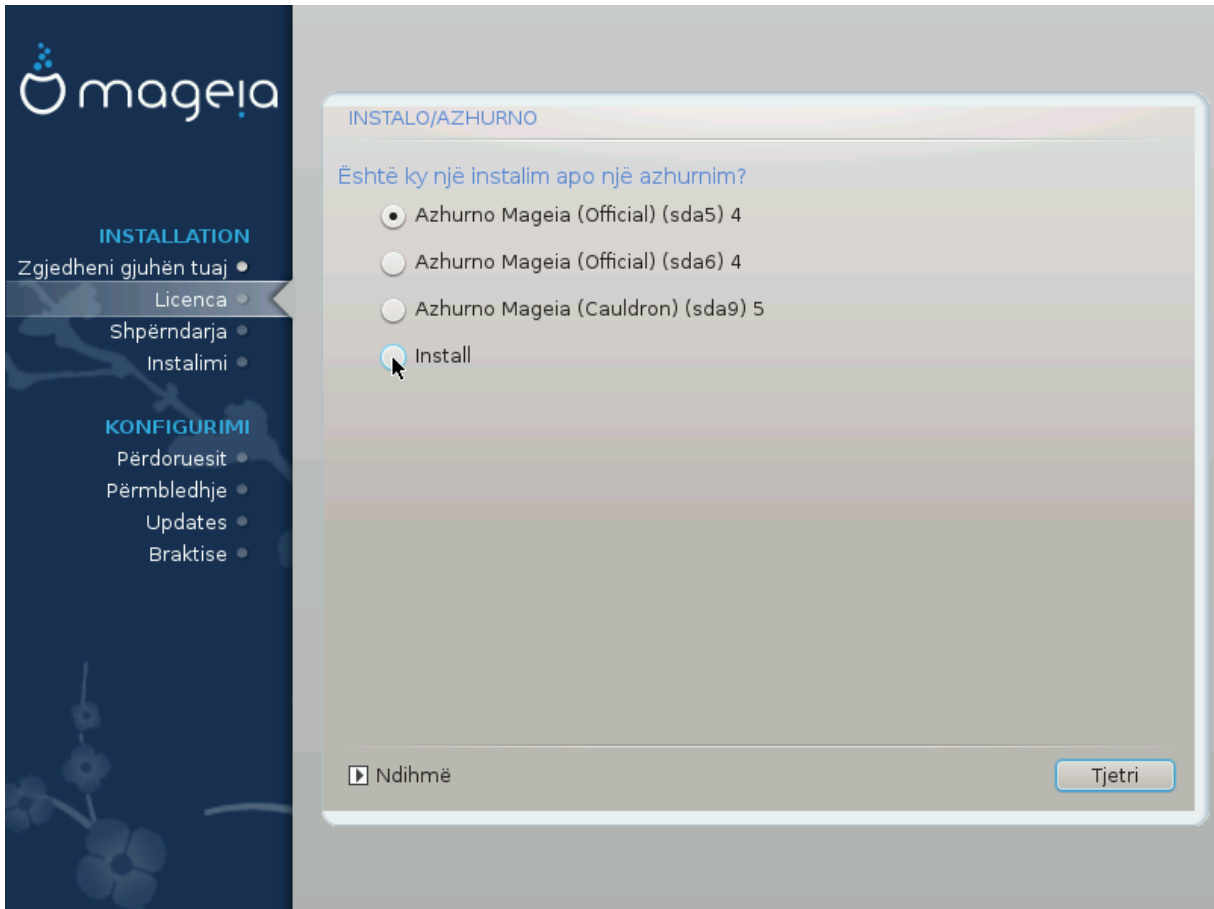 mageia
INSTALLATION
Zgjedheni gjuhën tuaj
Licenca
Shpërndarja
Instalimi
KONFIGURIMI
Përdoruesit
Përmbledhje
Updates
Braktise
INSTALO/AZHURNO
Është ky një instalim apo një azhurnim?
Azhurno Mageia (Official) (sda5) 4
Azhurno Mageia (Official) (sda6) 4
Azhurno Mageia (Cauldron) (sda9) 5
Install
Ndihmë
Tjetri